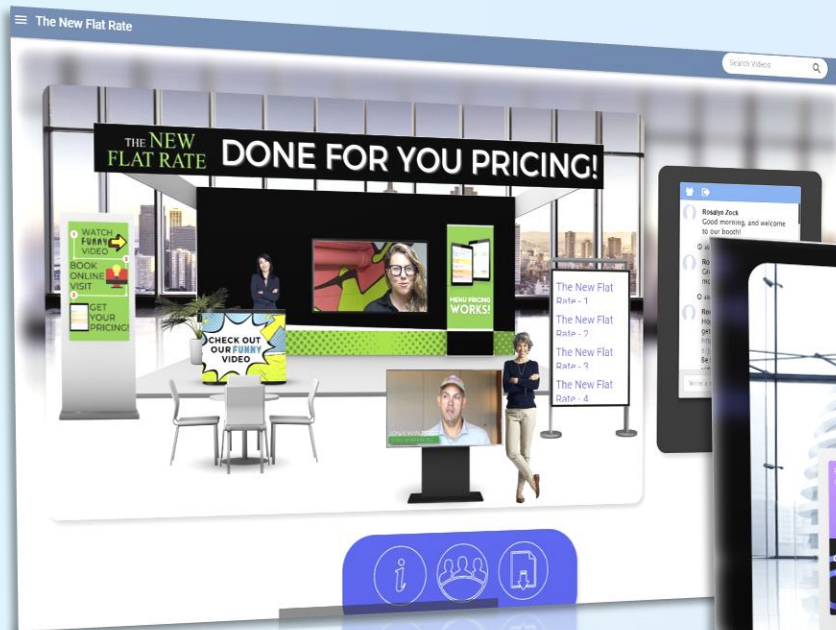 The New Flat Rate
Search Videos
THE NEW
FLAT RATE
DONE FOR YOU PRICING!
WATCH
FUNNY
VIDEO
BOOK
ONLINE
VISIT
GET
YOUR
PRICING!
CHECK OUT
OUR FUNNY
VIDEO
MENU PRICING
WORKS!
The New Flat
Rate - 1
The New Flat
Rate - 2
The New Flat
Rate - 3
The New Flat
Rate - 4
Rosalyn Zock
Good morning, and welcome
to our booth!